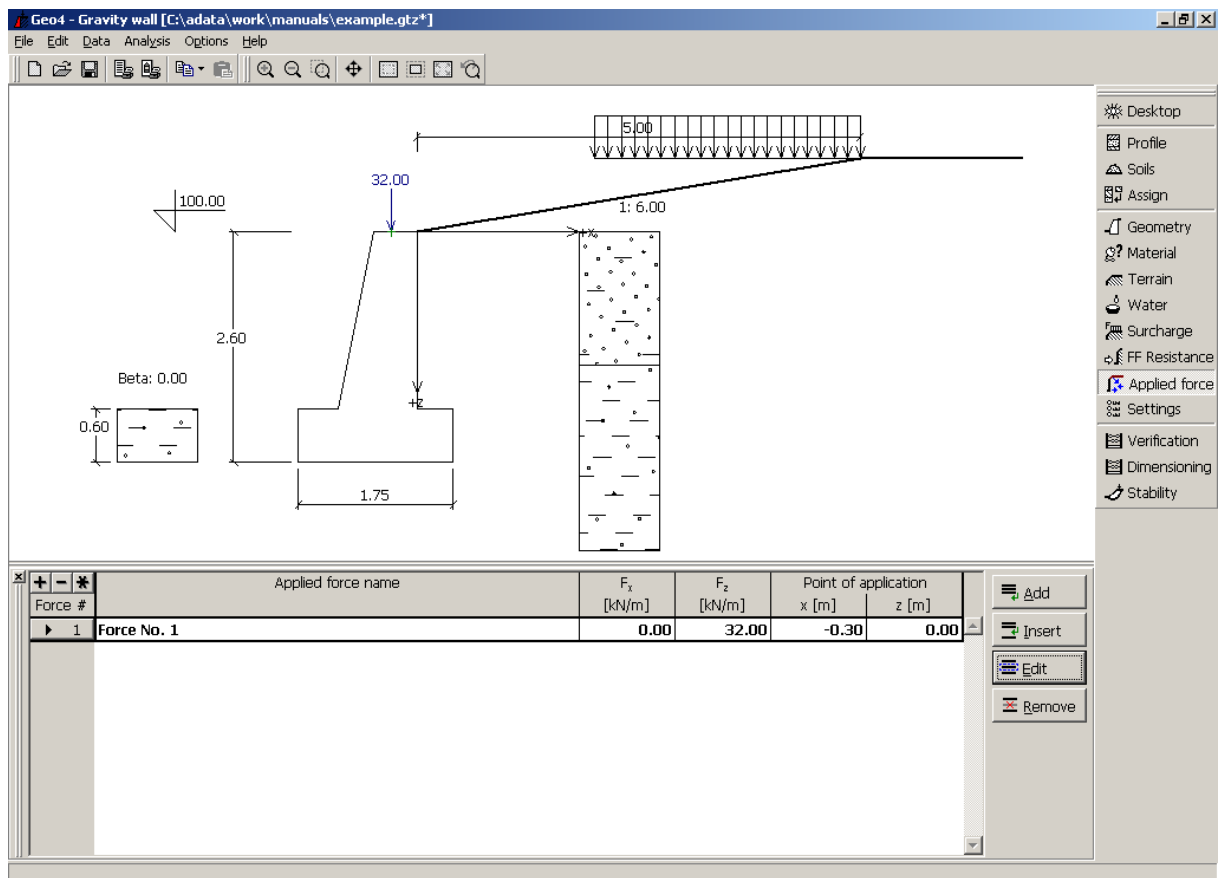 Geo4 - Gravity wall [C:\adata\work\manuals\example.gtz*]
File Edit Data Analysis Options Help
5.00
32.00
100.00
1: 6.00
+x
2.60
Beta: 0.00
+z
0.60
1.75
Desktop
Profile
Soils
Assign
Geometry
Material
Terrain
Water
Surcharge
FF Resistance
Applied force
Settings
Verification
Dimensioning
Stability
Force # Applied force name Fx [kN/m] Fz [kN/m] Point of application x [m] z [m]
1 Force No. 1 0.00 32.00 -0.30 0.00
Add
Insert
Edit
Remove